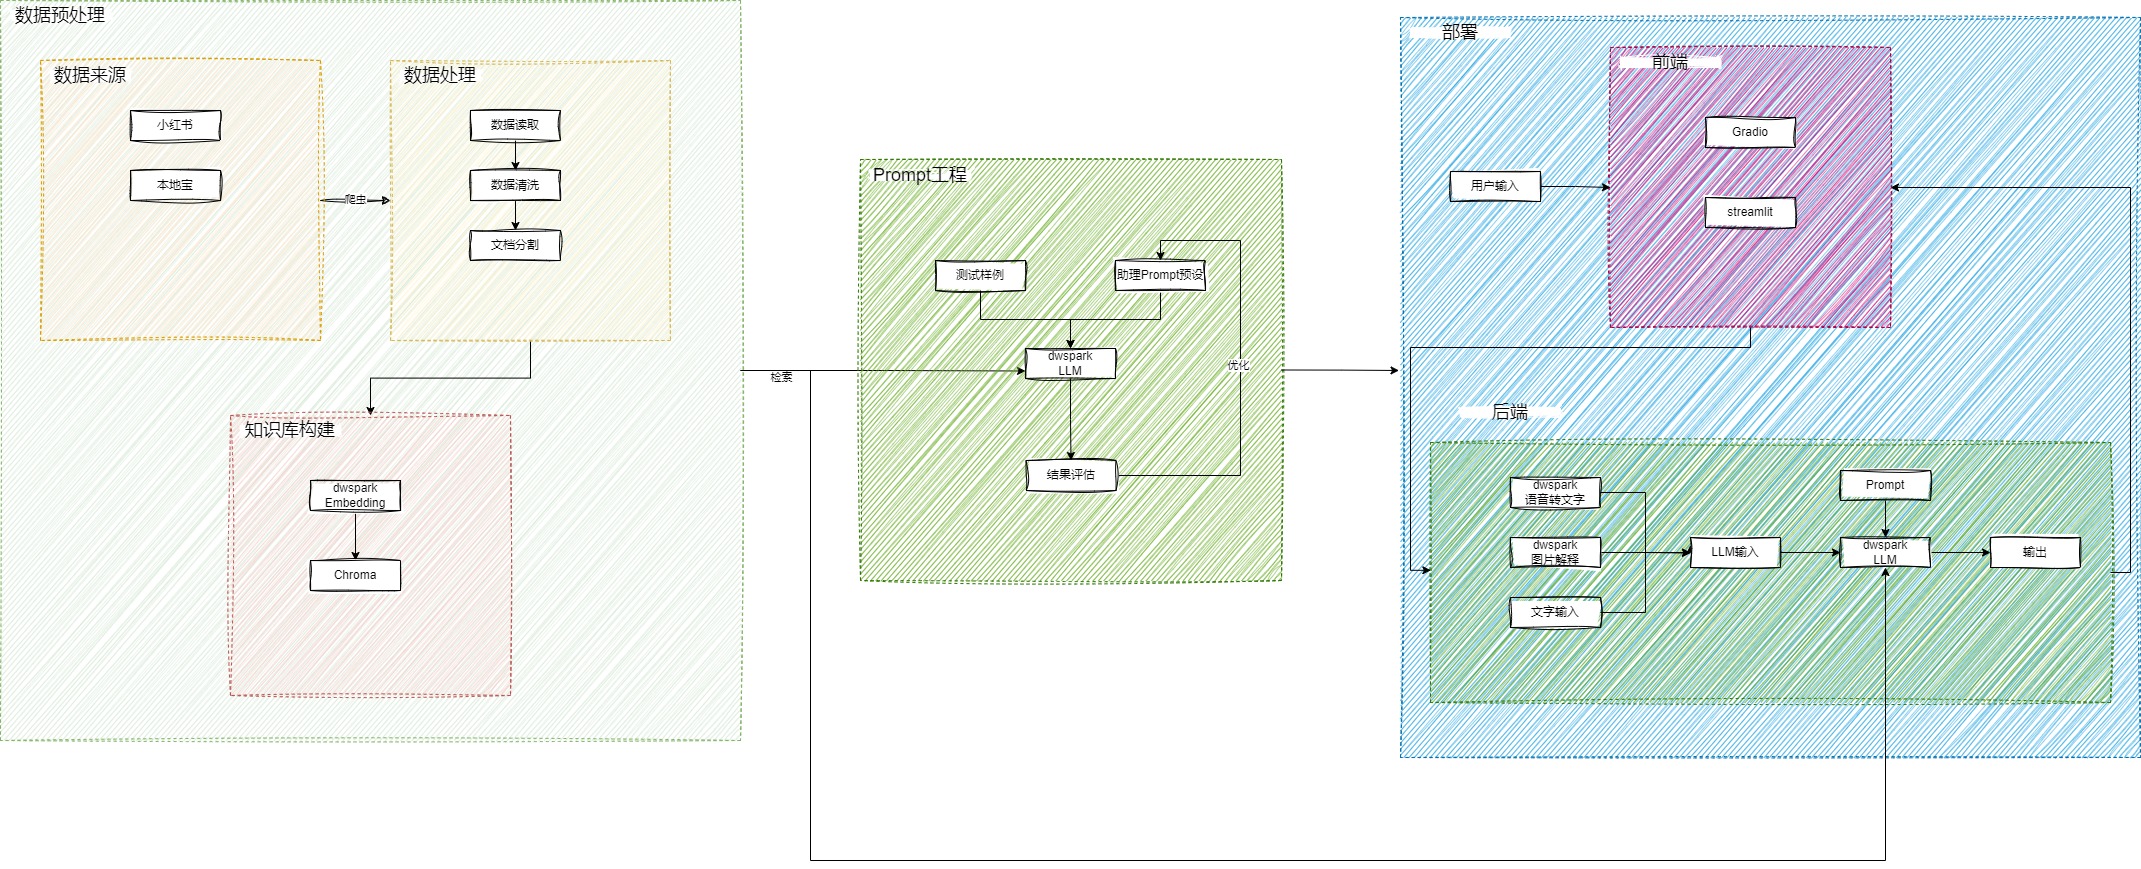 数据预处理
数据来源
小红书
本地宝
爬虫
数据处理
数据读取
数据清洗
文档分割
知识库构建
dwspark
Embedding
Chroma
检索
Prompt工程
测试样例
助理Prompt预设
dwspark
LLM
优化
结果评估
部署
前端
Gradio
用户输入
streamlit
后端
dwspark
语音转文字
dwspark
图片解释
文字输入
LLM输入
Prompt
dwspark
LLM
输出